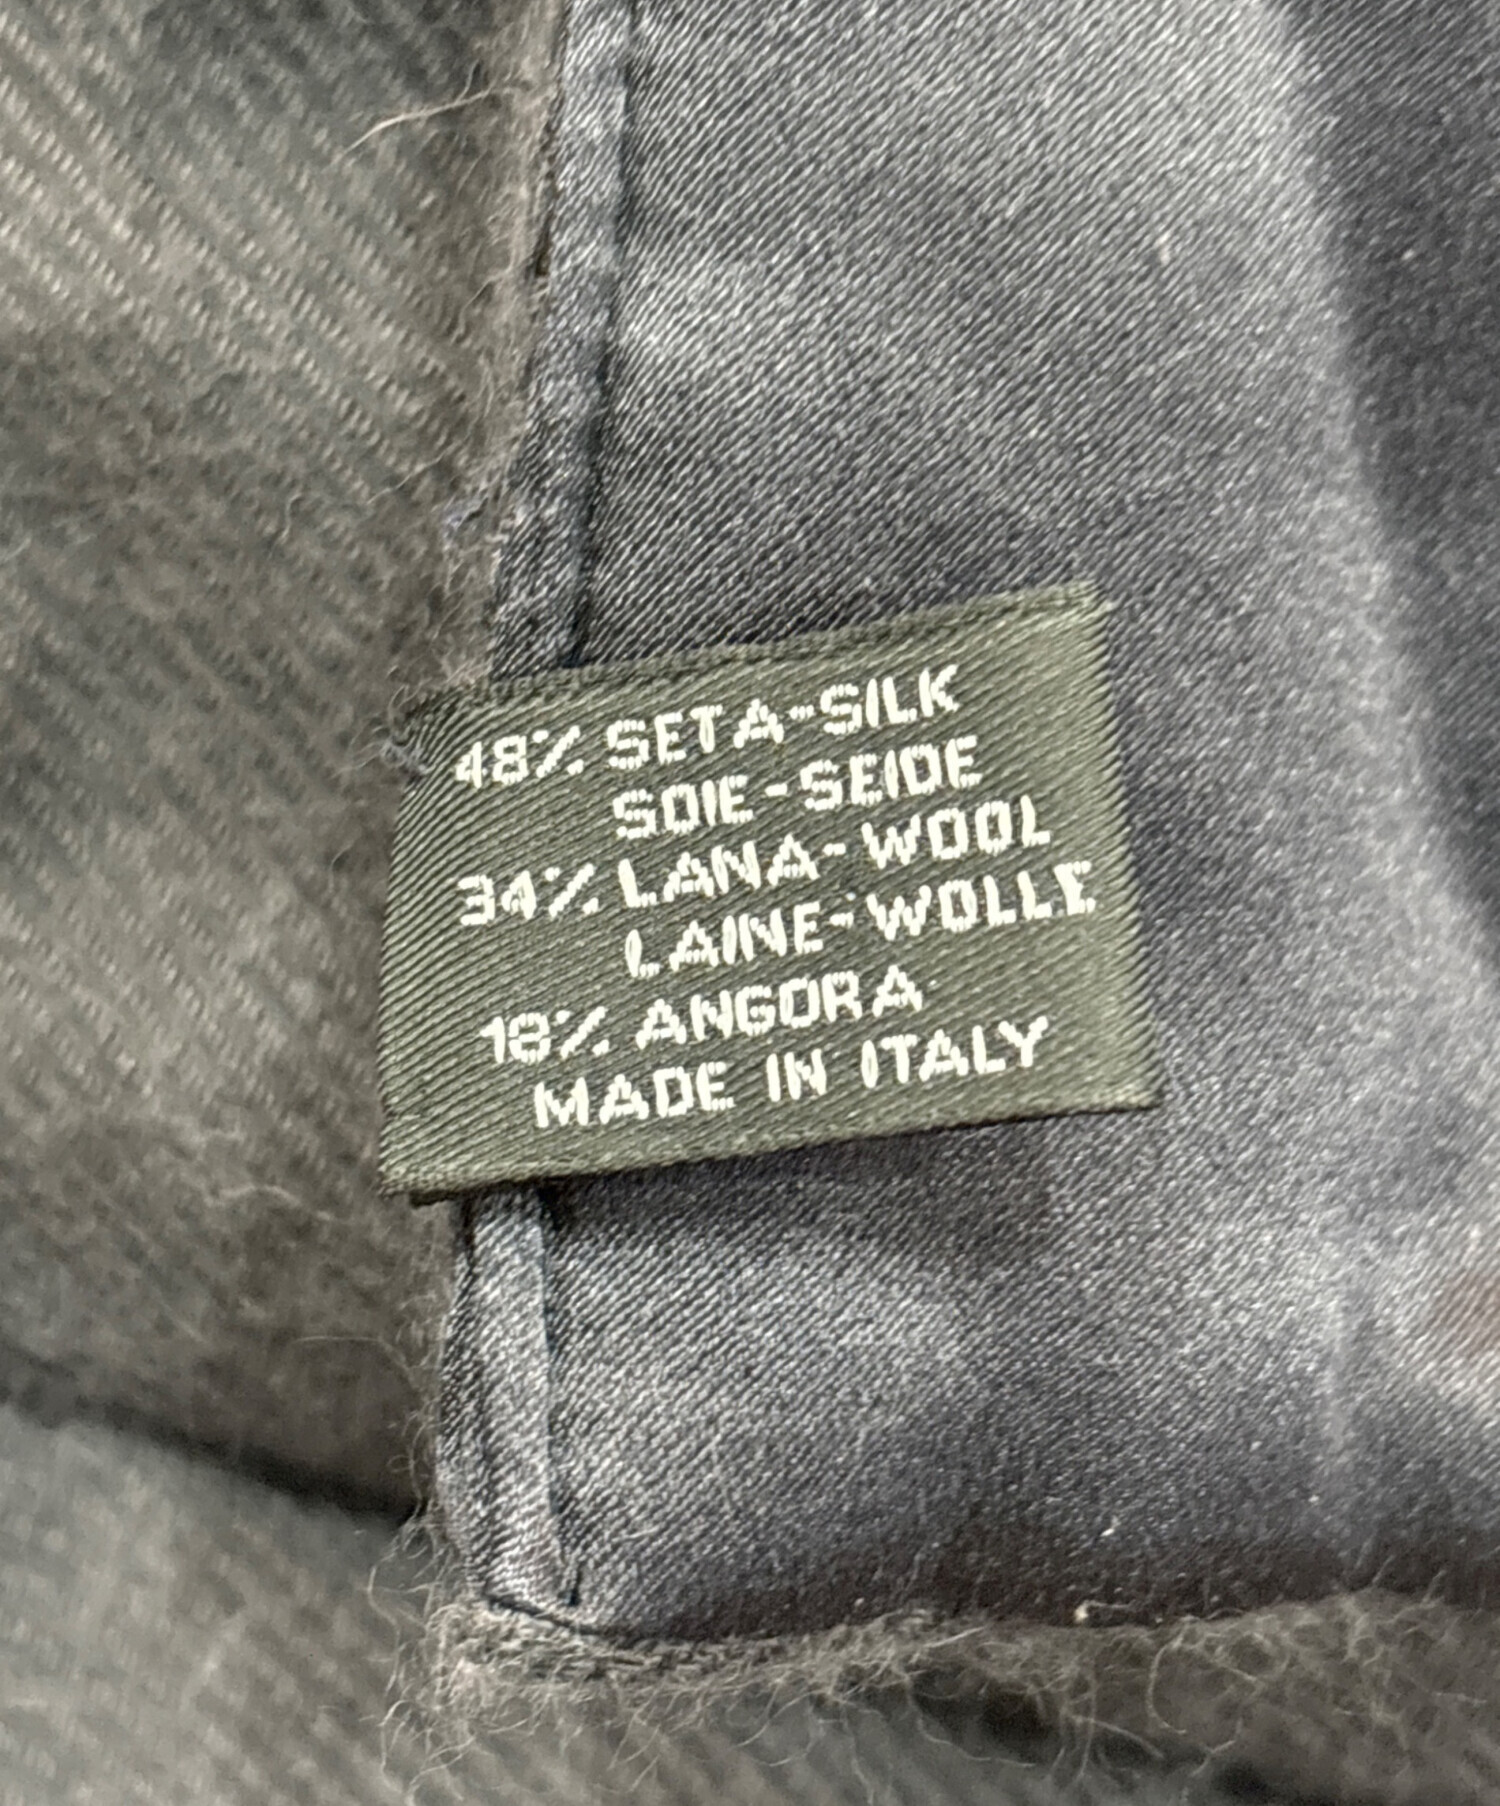 48% SETA-SILK
SOIE-SEIDE
34% LANA-WOOL
LAINE-WOLLE
18% ANGORA
MADE IN ITALY